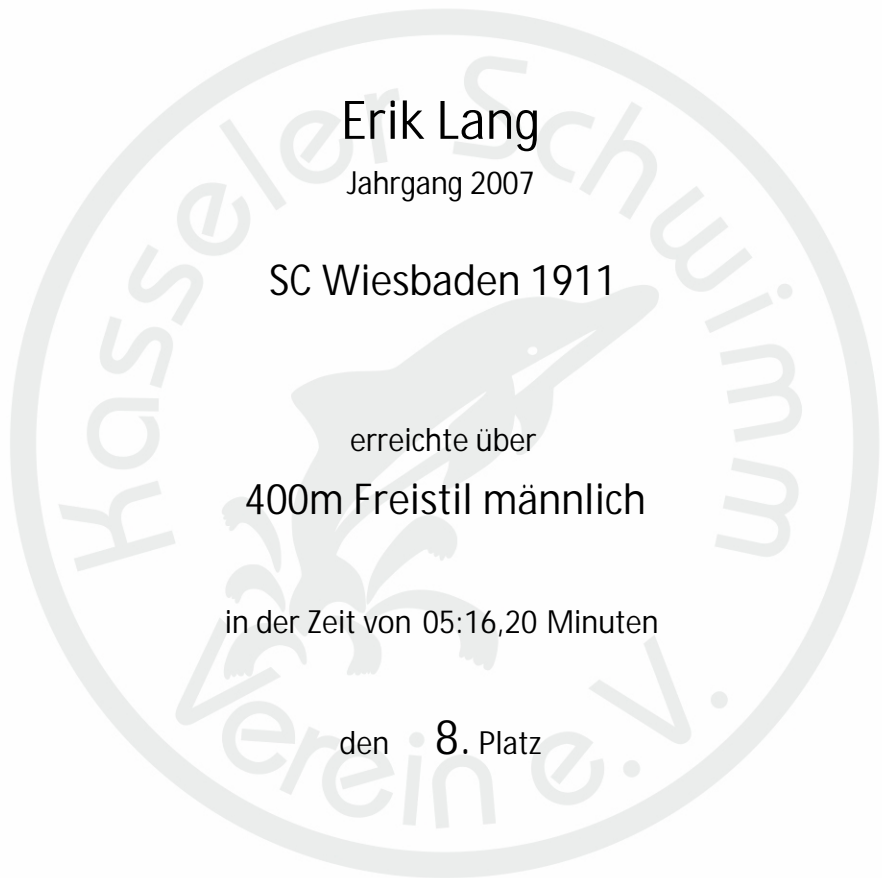 Kasseler Schwimm
Verein e.V.
Erik Lang
Jahrgang 2007
SC Wiesbaden 1911
erreichte über
400m Freistil männlich
in der Zeit von 05:16,20 Minuten
den 8. Platz